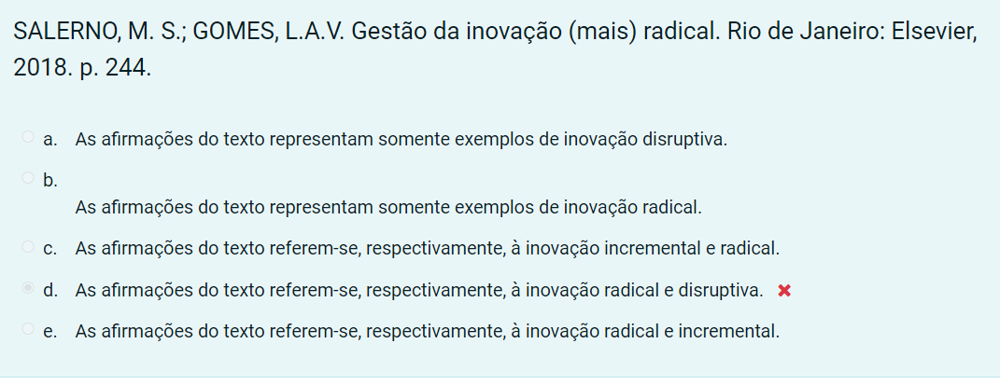 SALERNO, M. S.; GOMES, L.A.V. Gestão da inovação (mais) radical. Rio de Janeiro: Elsevier,
2018. p. 244.
a. As afirmações do texto representam somente exemplos de inovação disruptiva.
b.
As afirmações do texto representam somente exemplos de inovação radical.
c. As afirmações do texto referem-se, respectivamente, à inovação incremental e radical.
d. As afirmações do texto referem-se, respectivamente, à inovação radical e disruptiva.
e. As afirmações do texto referem-se, respectivamente, à inovação radical e incremental.